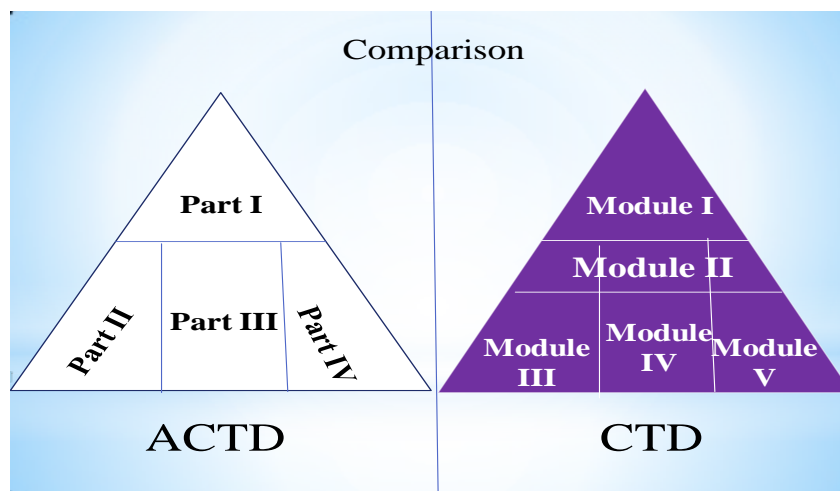 Comparison
Part I
Part II
Part III
Part IV
ACTD
Module I
Module II
Module
III
Module
IV
Module
V
CTD